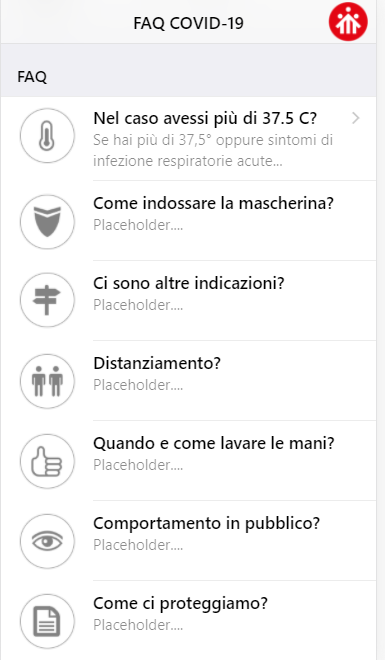 FAQ COVID-19
FAQ
Nel caso avessi più di 37.5 C?
Se hai più di 37,5° oppure sintomi di
infezione respiratorie acute...
Come indossare la mascherina?
Placeholder....
Ci sono altre indicazioni?
Placeholder....
Distanziamento?
Placeholder....
Quando e come lavare le mani?
Placeholder....
Comportamento in pubblico?
Placeholder....
Come ci proteggiamo?
Placeholder....